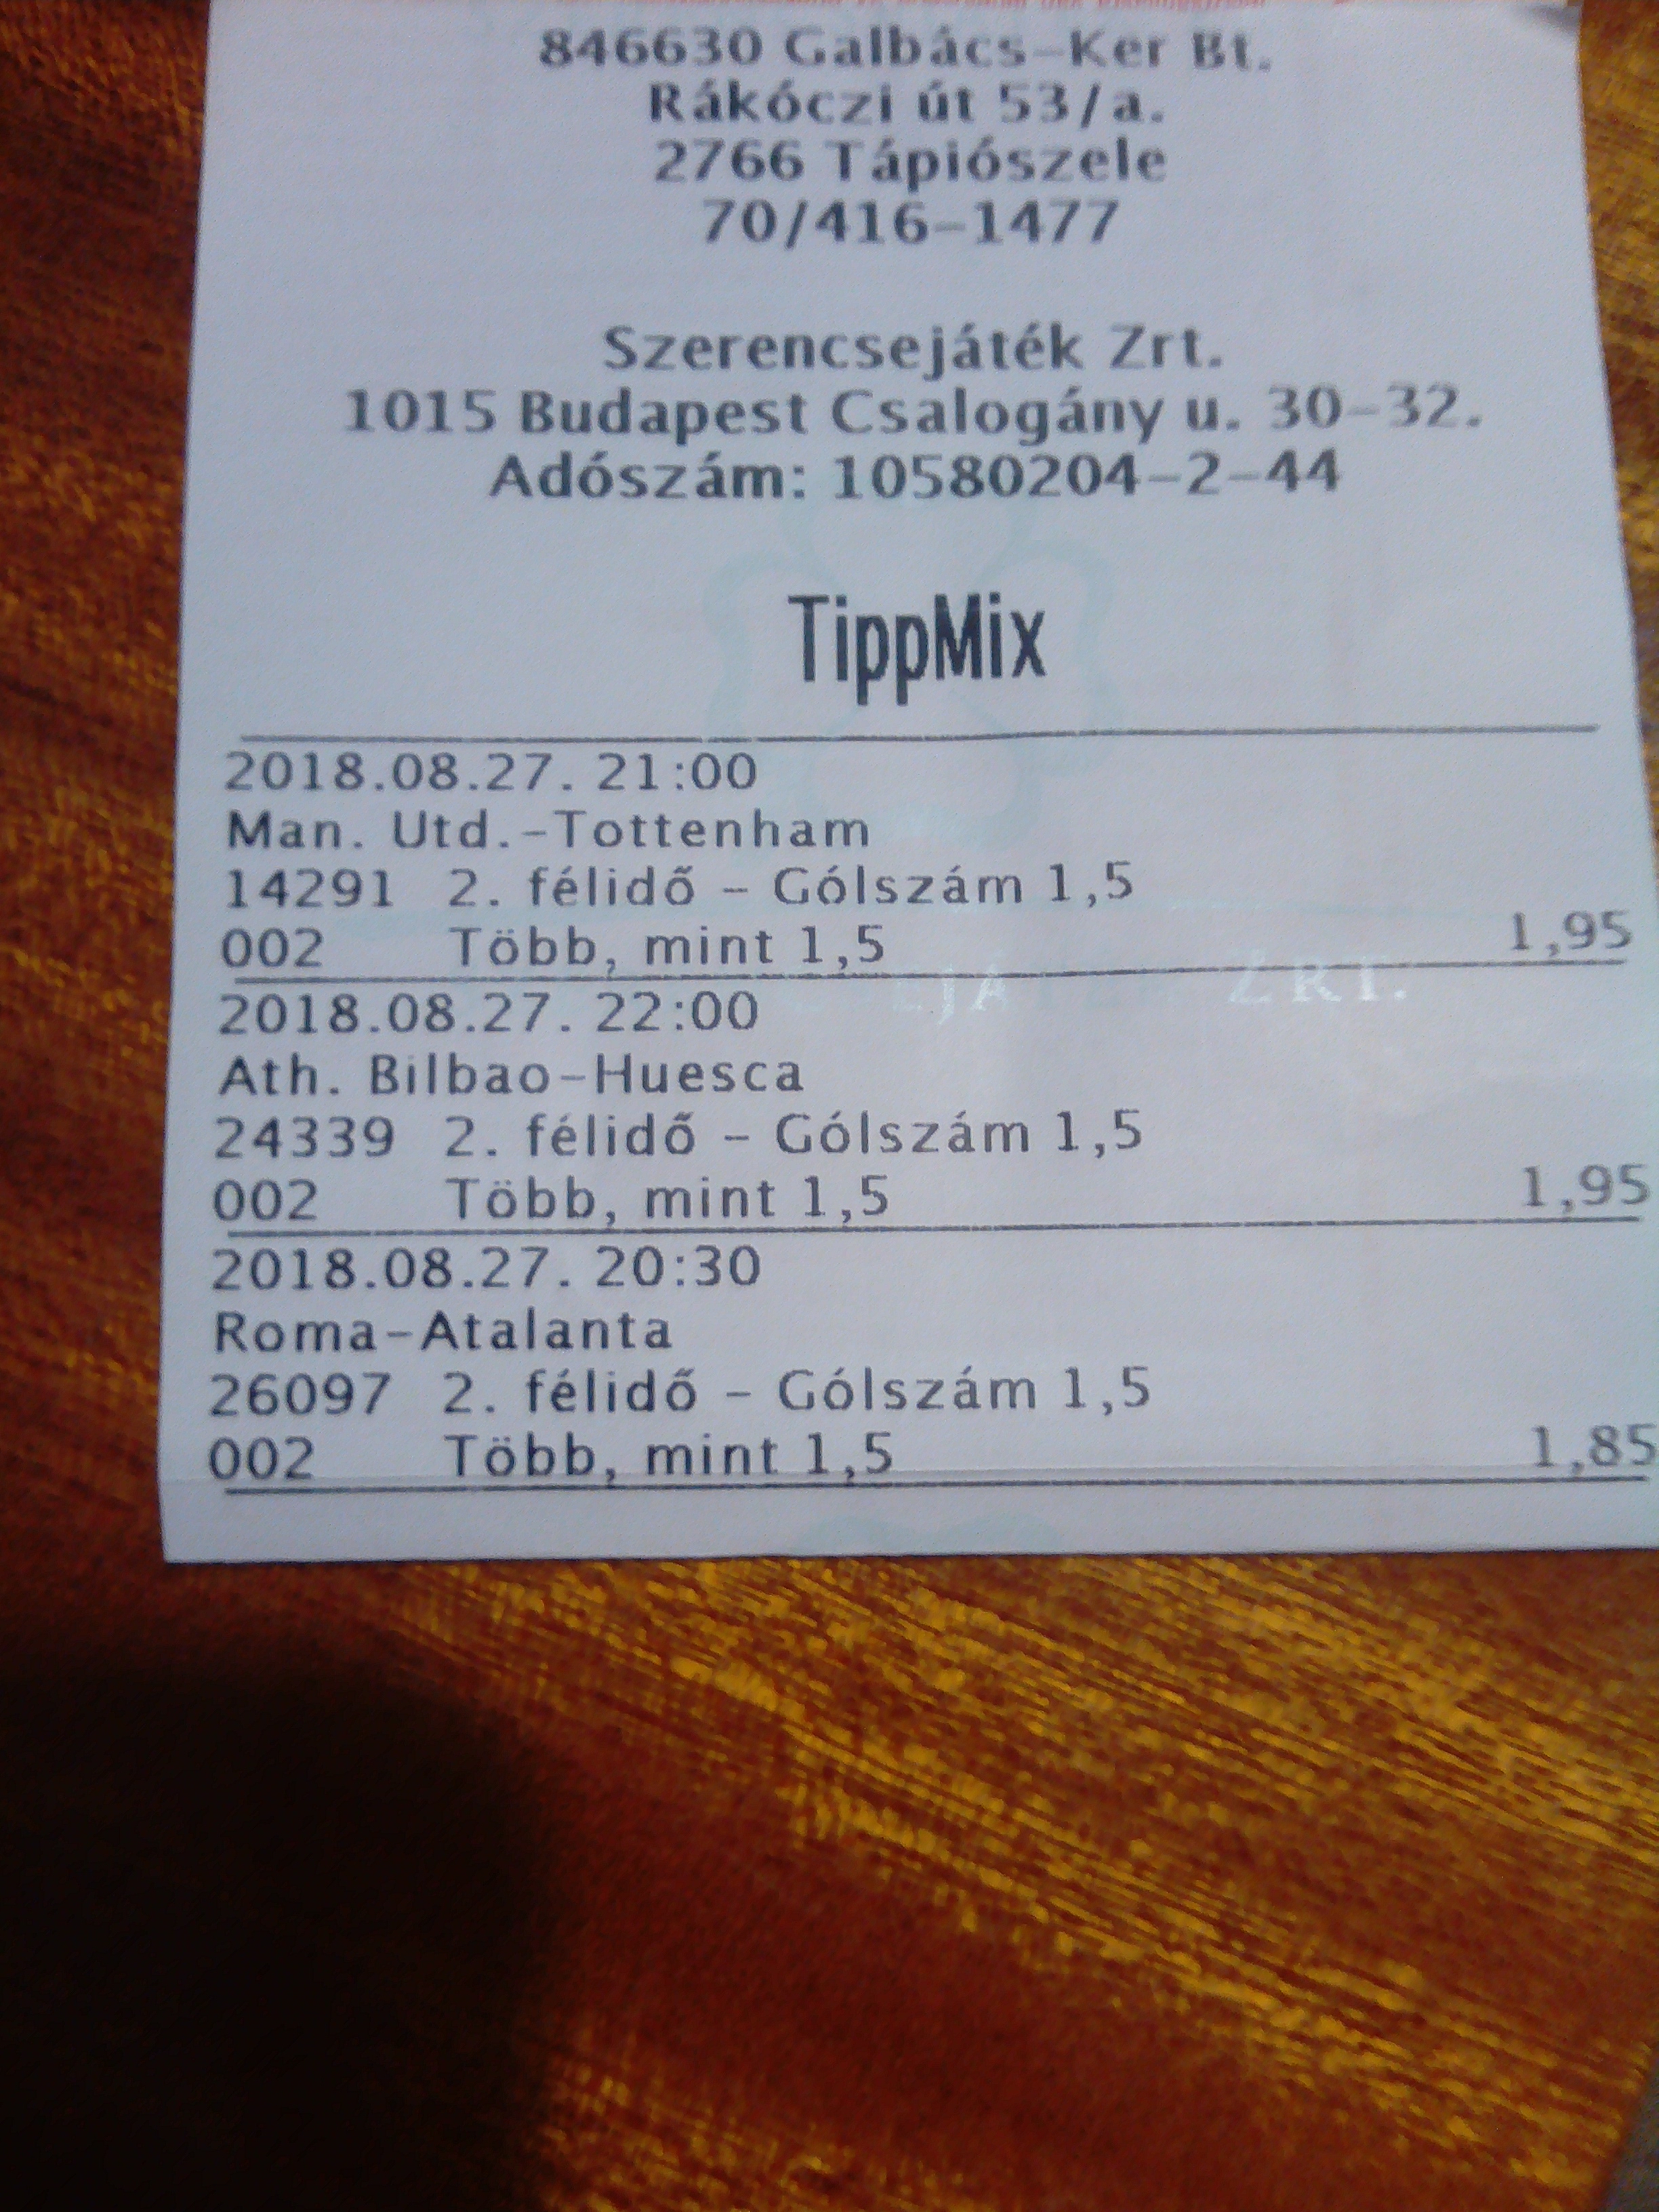 846630 Galbács-Ker Bt.
Rákóczi út 53/a.
2766 Tápiószele
70/416-1477
Szerencsejáték Zrt.
1015 Budapest Csalogány u. 30-32.
Adószám: 10580204-2-44
TippMix
2018.08.27. 21:00
Man. Utd.-Tottenham
14291 2. félidő - Gólszám 1,5
002 Több, mint 1,5 1,95
ZRT.
2018.08.27. 22:00
Ath. Bilbao-Huesca
24339 2. félidő - Gólszám 1,5
002 Több, mint 1,5 1,95
2018.08.27. 20:30
Roma-Atalanta
26097 2. félidő - Gólszám 1,5
002 Több, mint 1,5 1,85